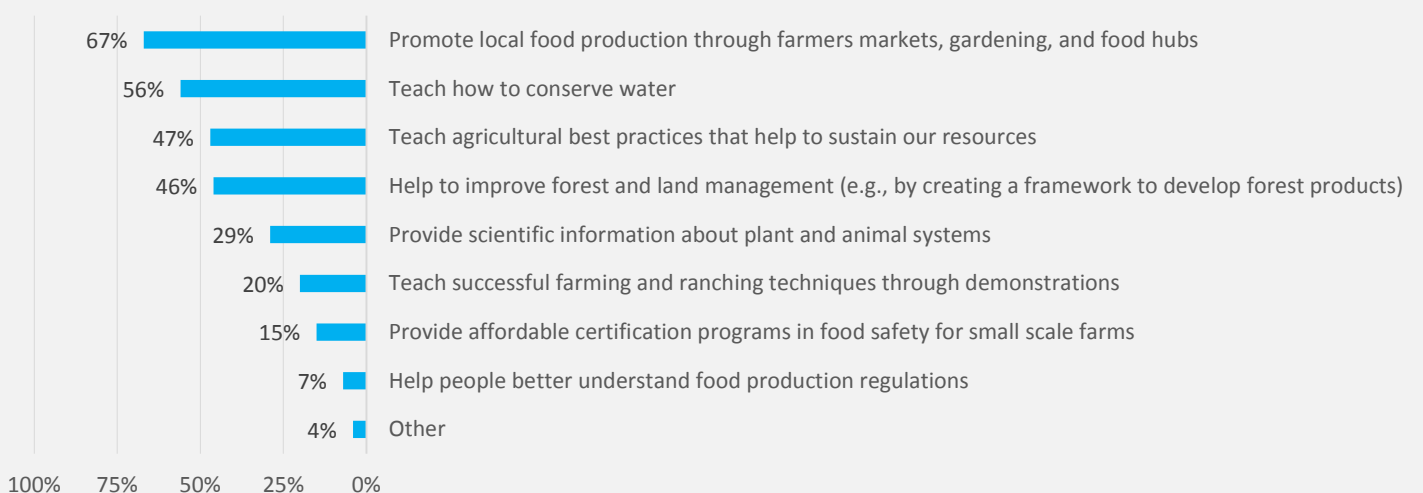 67% Promote local food production through farmers markets, gardening, and food hubs
56% Teach how to conserve water
47% Teach agricultural best practices that help to sustain our resources
46% Help to improve forest and land management (e.g., by creating a framework to develop forest products)
29% Provide scientific information about plant and animal systems
20% Teach successful farming and ranching techniques through demonstrations
15% Provide affordable certification programs in food safety for small scale farms
7% Help people better understand food production regulations
4% Other
100% 75% 50% 25% 0%